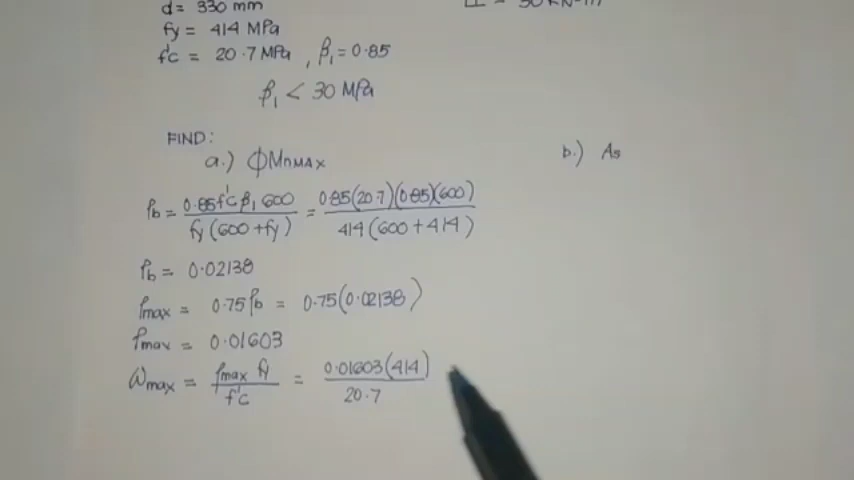 d= 330 mm
fy = 414 MPa
f'c = 20.7 MPa , β₁ = 0.85
β₁ < 30 MPa
FIND:
a.) ΦMnMAX
b.) As
ρb = 0.85f'c β₁ 600 / fy (600+fy) = 0.85(20.7)(0.85)(600) / 414 (600+414)
ρb = 0.02138
ρmax = 0.75ρb = 0.75(0.02138)
ρmax = 0.01603
ωmax = ρmax fy / f'c = 0.01603(414) / 20.7